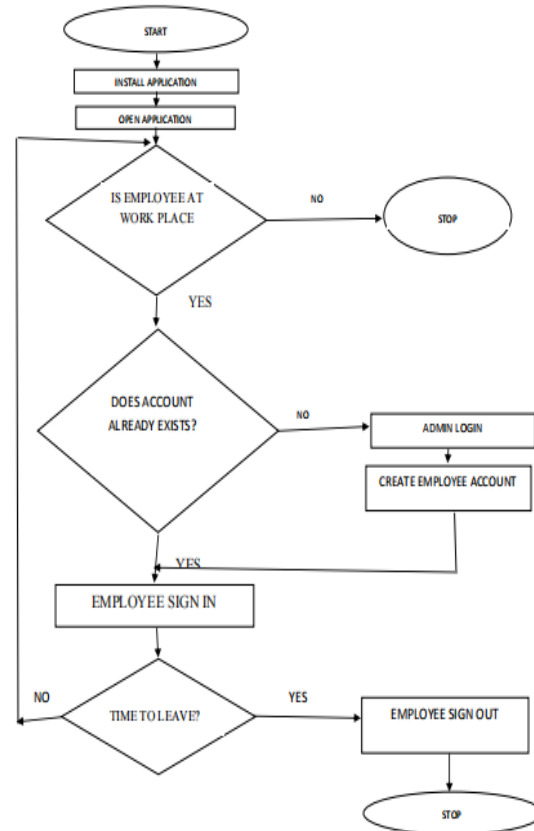 START
INSTALL APPLICATION
OPEN APPLICATION
IS EMPLOYEE AT
WORK PLACE
NO
STOP
YES
DOES ACCOUNT
ALREADY EXISTS?
NO
ADMIN LOGIN
CREATE EMPLOYEE ACCOUNT
YES
EMPLOYEE SIGN IN
NO
TIME TO LEAVE?
YES
EMPLOYEE SIGN OUT
STOP